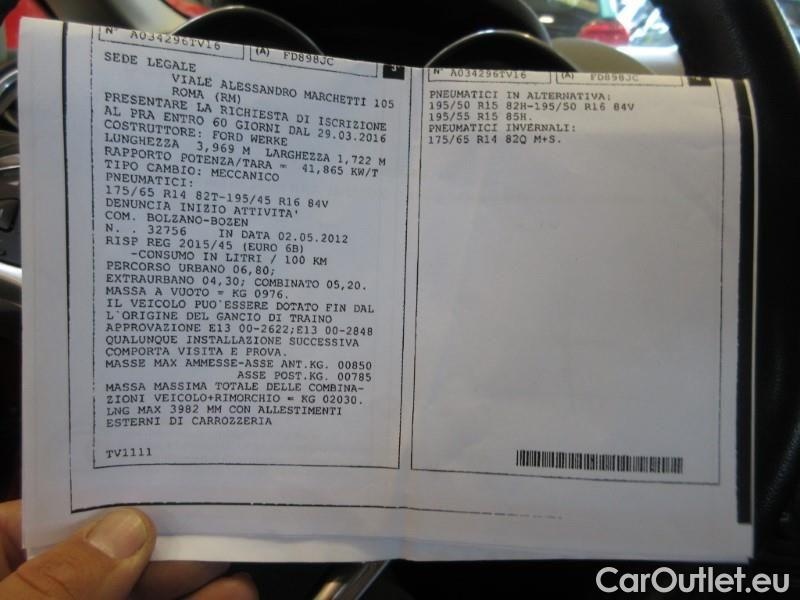 N° A034296TV16 (A) FD898JC 3
SEDE LEGALE
VIALE ALESSANDRO MARCHETTI 105
ROMA (RM)
PRESENTARE LA RICHIESTA DI ISCRIZIONE
AL PRA ENTRO 60 GIORNI DAL 29.03.2016
COSTRUTTORE: FORD WERKE
LUNGHEZZA 3,969 M LARGHEZZA 1,722 M
RAPPORTO POTENZA/TARA = 41,865 KW/T
TIPO CAMBIO: MECCANICO
PNEUMATICI:
175/65 R14 82T-195/45 R16 84V
DENUNCIA INIZIO ATTIVITA'
COM. BOLZANO-BOZEN
N. . 32756 IN DATA 02.05.2012
RISP REG 2015/45 (EURO 6B)
-CONSUMO IN LITRI / 100 KM
PERCORSO URBANO 06,80;
EXTRAURBANO 04,30; COMBINATO 05,20.
MASSA A VUOTO = KG 0976.
IL VEICOLO PUO'ESSERE DOTATO FIN DAL
L'ORIGINE DEL GANCIO DI TRAINO
APPROVAZIONE E13 00-2622;E13 00-2848
QUALUNQUE INSTALLAZIONE SUCCESSIVA
COMPORTA VISITA E PROVA.
MASSE MAX AMMESSE-ASSE ANT.KG. 00850
ASSE POST.KG. 00785
MASSA MASSIMA TOTALE DELLE COMBINA-
ZIONI VEICOLO+RIMORCHIO = KG 02030.
LNG MAX 3982 MM CON ALLESTIMENTI
ESTERNI DI CARROZZERIA
TV1111
N° A034296TV16 (A) FD898JC
PNEUMATICI IN ALTERNATIVA:
195/50 R15 82H-195/50 R16 84V
195/55 R15 85H.
PNEUMATICI INVERNALI:
175/65 R14 82Q M+S.
CarOutlet.eu